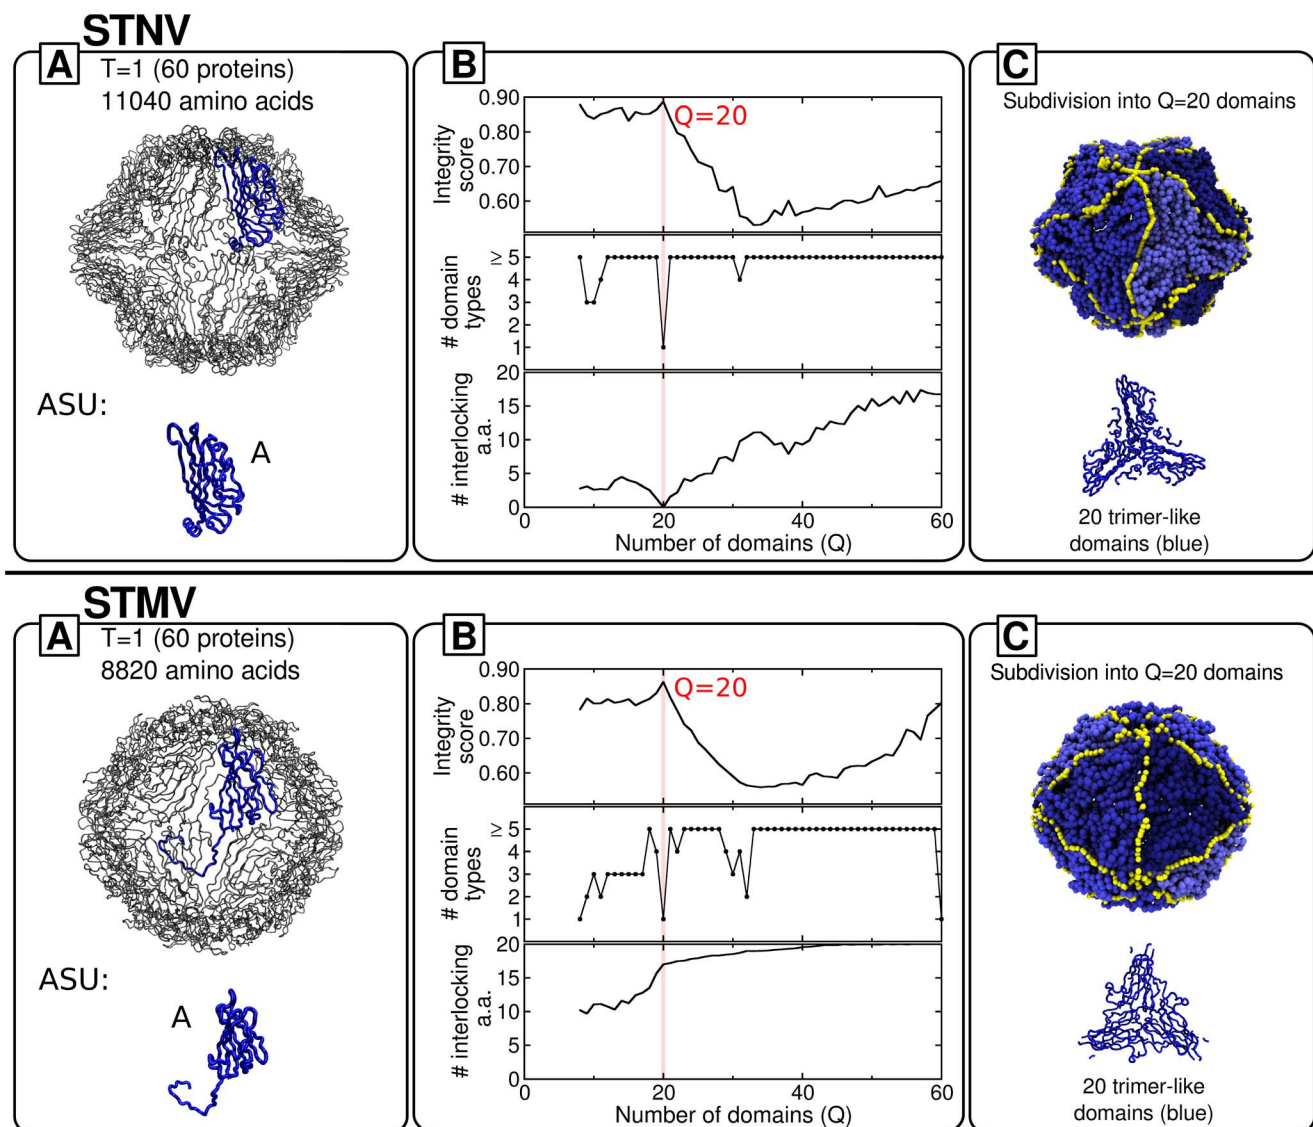 STNV
A
T=1 (60 proteins)
11040 amino acids
ASU:
A
B
Integrity
score
0.90
0.80
0.70
0.60
Q=20
# domain
types
≥ 5
4
3
2
1
# interlocking
a.a.
20
15
10
5
0
0 20 40 60
Number of domains (Q)
C
Subdivision into Q=20 domains
20 trimer-like
domains (blue)
STMV
A
T=1 (60 proteins)
8820 amino acids
ASU:
A
B
Integrity
score
0.90
0.80
0.70
0.60
Q=20
# domain
types
≥ 5
4
3
2
1
# interlocking
a.a.
20
15
10
5
0
0 20 40 60
Number of domains (Q)
C
Subdivision into Q=20 domains
20 trimer-like
domains (blue)